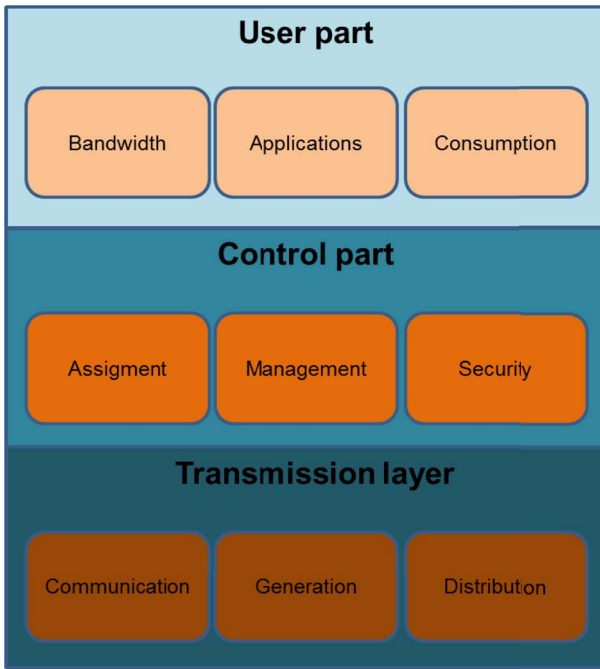 User part
Bandwidth
Applications
Consumption
Control part
Assigment
Management
Security
Transmission layer
Communication
Generation
Distribution